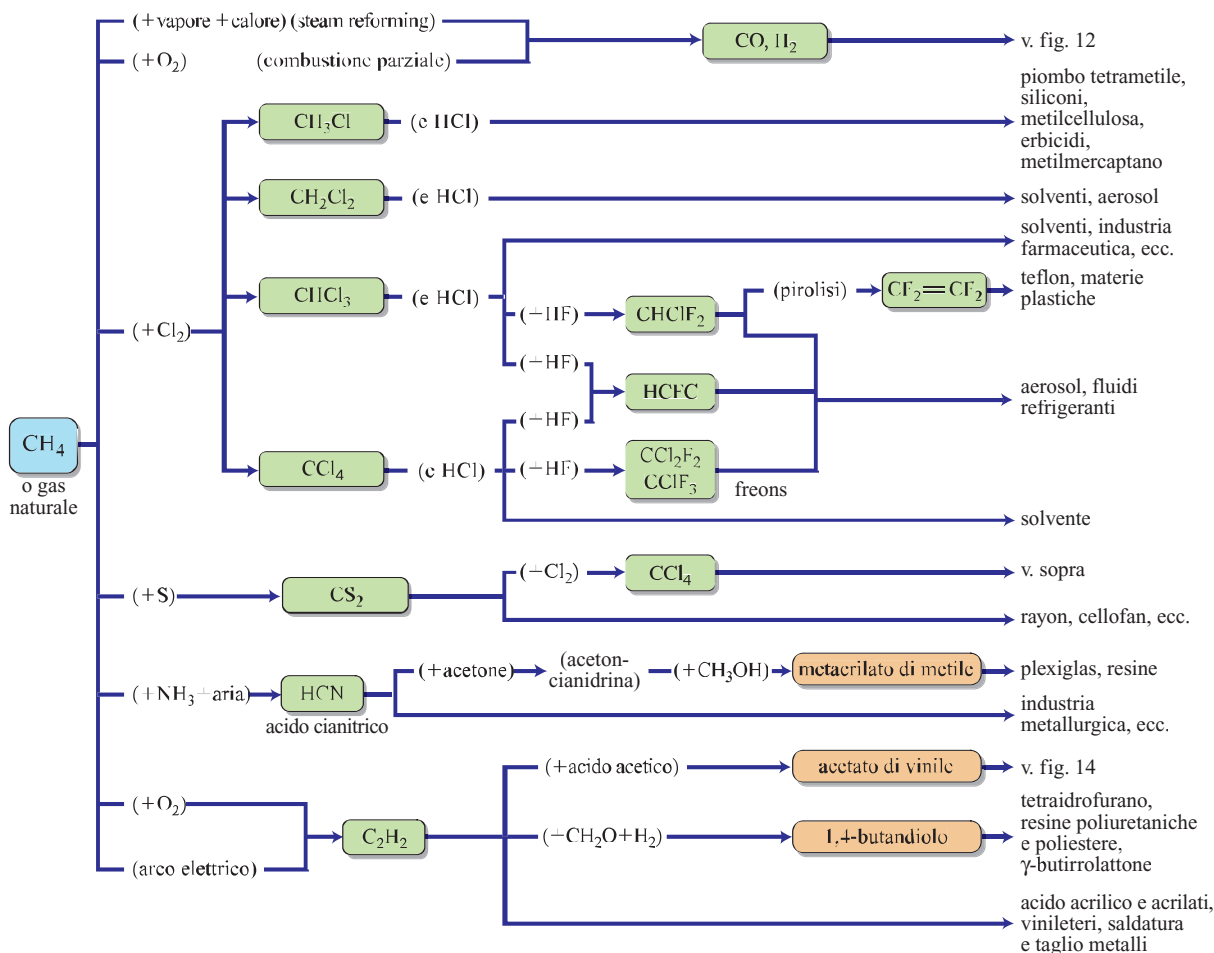 (+vapore +calore) (steam reforming)
(+O₂) (combustione parziale)
CO, H₂
v. fig. 12
CH₃Cl
(e HCl)
piombo tetrametile,
siliconi,
metilcellulosa,
erbicidi,
metilmercaptano
CH₂Cl₂
(e HCl)
solventi, aerosol
(+Cl₂)
CHCl₃
(e HCl)
solventi, industria
farmaceutica, ecc.
(+HF)
CHClF₂
(pirolisi)
CF₂=CF₂
teflon, materie
plastiche
(+HF)
(+HF)
HCFC
aerosol, fluidi
refrigeranti
CH₄
o gas
naturale
CCl₄
(e HCl)
(+HF)
CCl₂F₂
CClF₃
freons
solvente
(+S)
CS₂
(+Cl₂)
CCl₄
v. sopra
rayon, cellofan, ecc.
(+NH₃+aria)
HCN
acido cianitrico
(+acetone)
(aceton-
cianidrina)
(+CH₃OH)
metacrilato di metile
plexiglas, resine
industria
metallurgica, ecc.
(+O₂)
(arco elettrico)
C₂H₂
(+acido acetico)
acetato di vinile
v. fig. 14
(+CH₂O+H₂)
1,4-butandiolo
tetraidrofurano,
resine poliuretaniche
e poliestere,
γ-butirrolattone
acido acrilico e acrilati,
vinileteri, saldatura
e taglio metalli